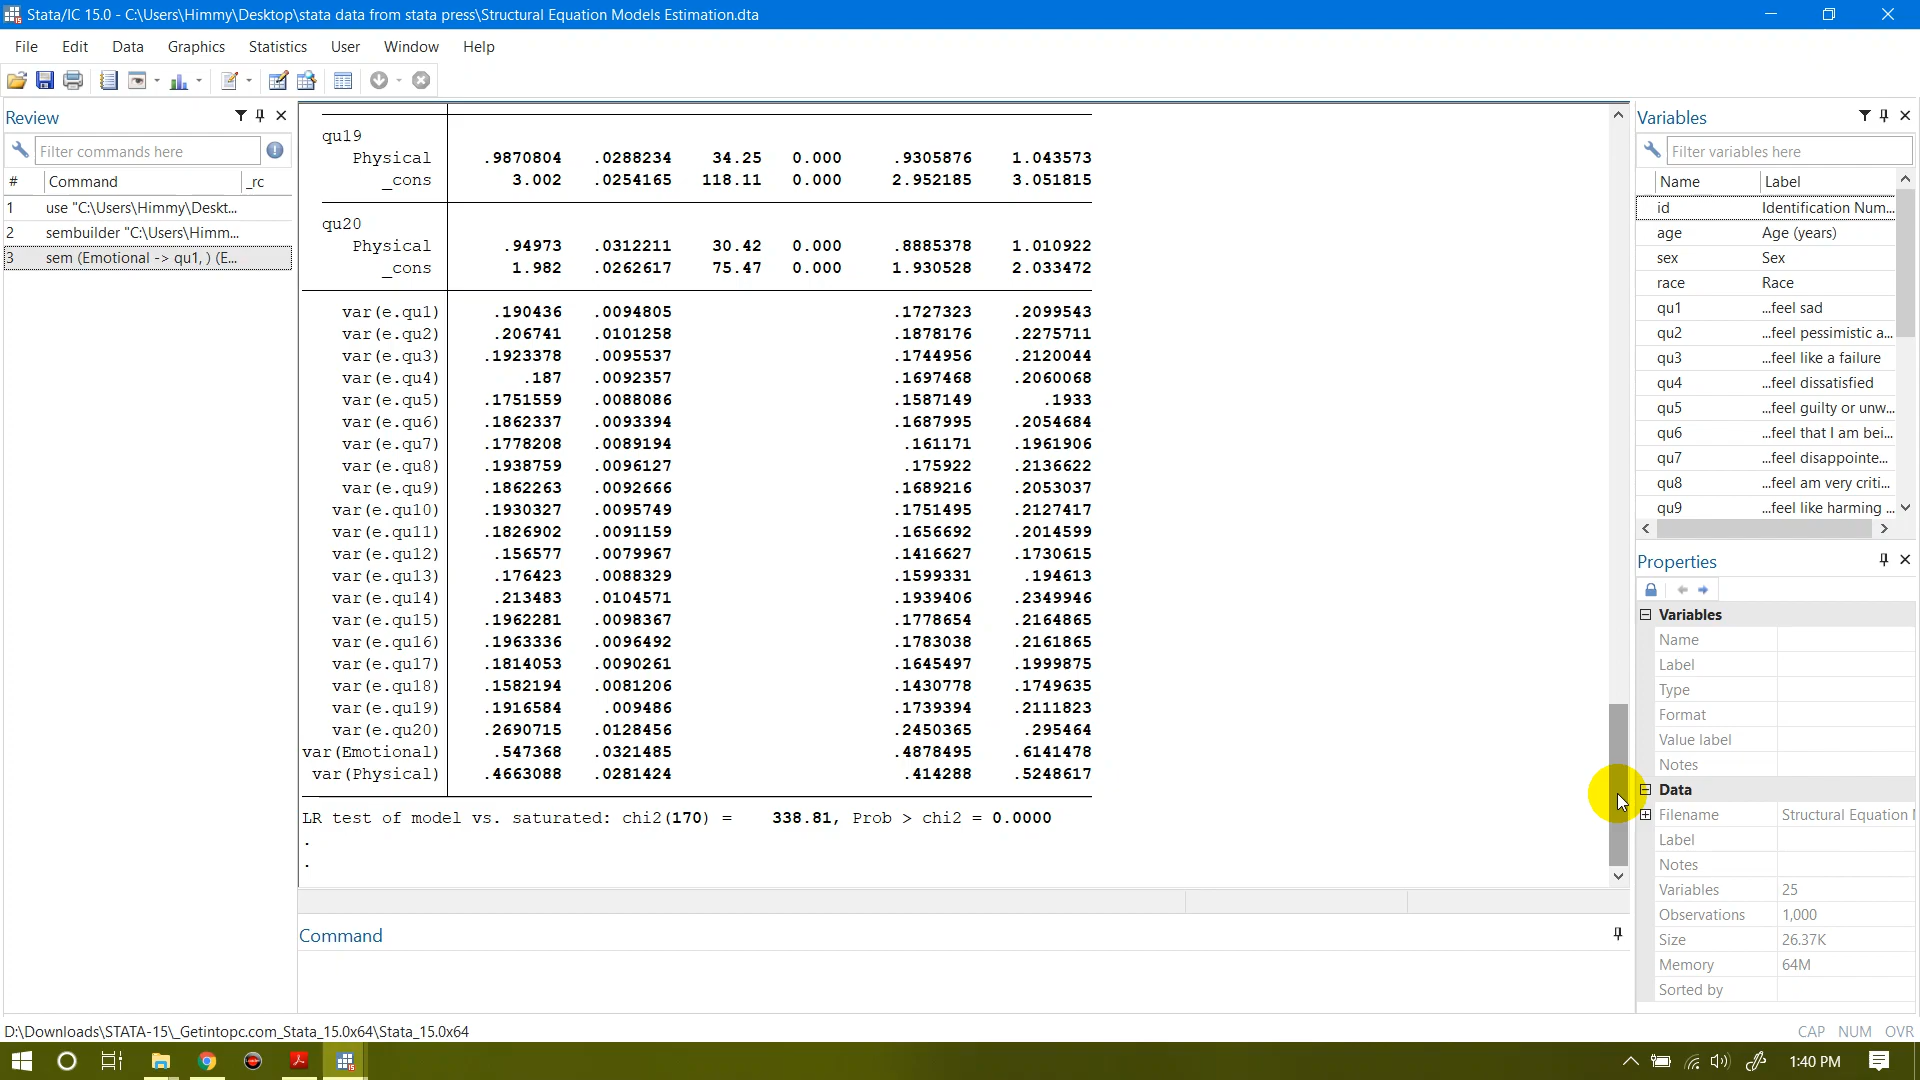 Stata/IC 15.0 - C:\Users\Himmy\Desktop\stata data from stata press\Structural Equation Models Estimation.dta
File Edit Data Graphics Statistics User Window Help
Review
Filter commands here
# Command _rc
1 use "C:\Users\Himmy\Deskt...
2 sembuilder "C:\Users\Himm...
3 sem (Emotional -> qu1, ) (E...
qu19
Physical .9870804 .0288234 34.25 0.000 .9305876 1.043573
_cons 3.002 .0254165 118.11 0.000 2.952185 3.051815
qu20
Physical .94973 .0312211 30.42 0.000 .8885378 1.010922
_cons 1.982 .0262617 75.47 0.000 1.930528 2.033472
var(e.qu1) .190436 .0094805 .1727323 .2099543
var(e.qu2) .206741 .0101258 .1878176 .2275711
var(e.qu3) .1923378 .0095537 .1744956 .2120044
var(e.qu4) .187 .0092357 .1697468 .2060068
var(e.qu5) .1751559 .0088086 .1587149 .1933
var(e.qu6) .1862337 .0093394 .1687995 .2054684
var(e.qu7) .1778208 .0089194 .161171 .1961906
var(e.qu8) .1938759 .0096127 .175922 .2136622
var(e.qu9) .1862263 .0092666 .1689216 .2053037
var(e.qu10) .1930327 .0095749 .1751495 .2127417
var(e.qu11) .1826902 .0091159 .1656692 .2014599
var(e.qu12) .156577 .0079967 .1416627 .1730615
var(e.qu13) .176423 .0088329 .1599331 .194613
var(e.qu14) .213483 .0104571 .1939406 .2349946
var(e.qu15) .1962281 .0098367 .1778654 .2164865
var(e.qu16) .1963336 .0096492 .1783038 .2161865
var(e.qu17) .1814053 .0090261 .1645497 .1999875
var(e.qu18) .1582194 .0081206 .1430778 .1749635
var(e.qu19) .1916584 .009486 .1739394 .2111823
var(e.qu20) .2690715 .0128456 .2450365 .295464
var(Emotional) .547368 .0321485 .4878495 .6141478
var(Physical) .4663088 .0281424 .414288 .5248617
LR test of model vs. saturated: chi2(170) = 338.81, Prob > chi2 = 0.0000
.
.
Command
Variables
Filter variables here
Name Label
id Identification Num...
age Age (years)
sex Sex
race Race
qu1 ...feel sad
qu2 ...feel pessimistic a...
qu3 ...feel like a failure
qu4 ...feel dissatisfied
qu5 ...feel guilty or unw...
qu6 ...feel that I am bei...
qu7 ...feel disappointe...
qu8 ...feel am very criti...
qu9 ...feel like harming ...
Properties
Variables
Name
Label
Type
Format
Value label
Notes
Data
Filename Structural Equation
Label
Notes
Variables 25
Observations 1,000
Size 26.37K
Memory 64M
Sorted by
D:\Downloads\STATA-15\_Getintopc.com_Stata_15.0x64\Stata_15.0x64
CAP NUM OVR
1:40 PM